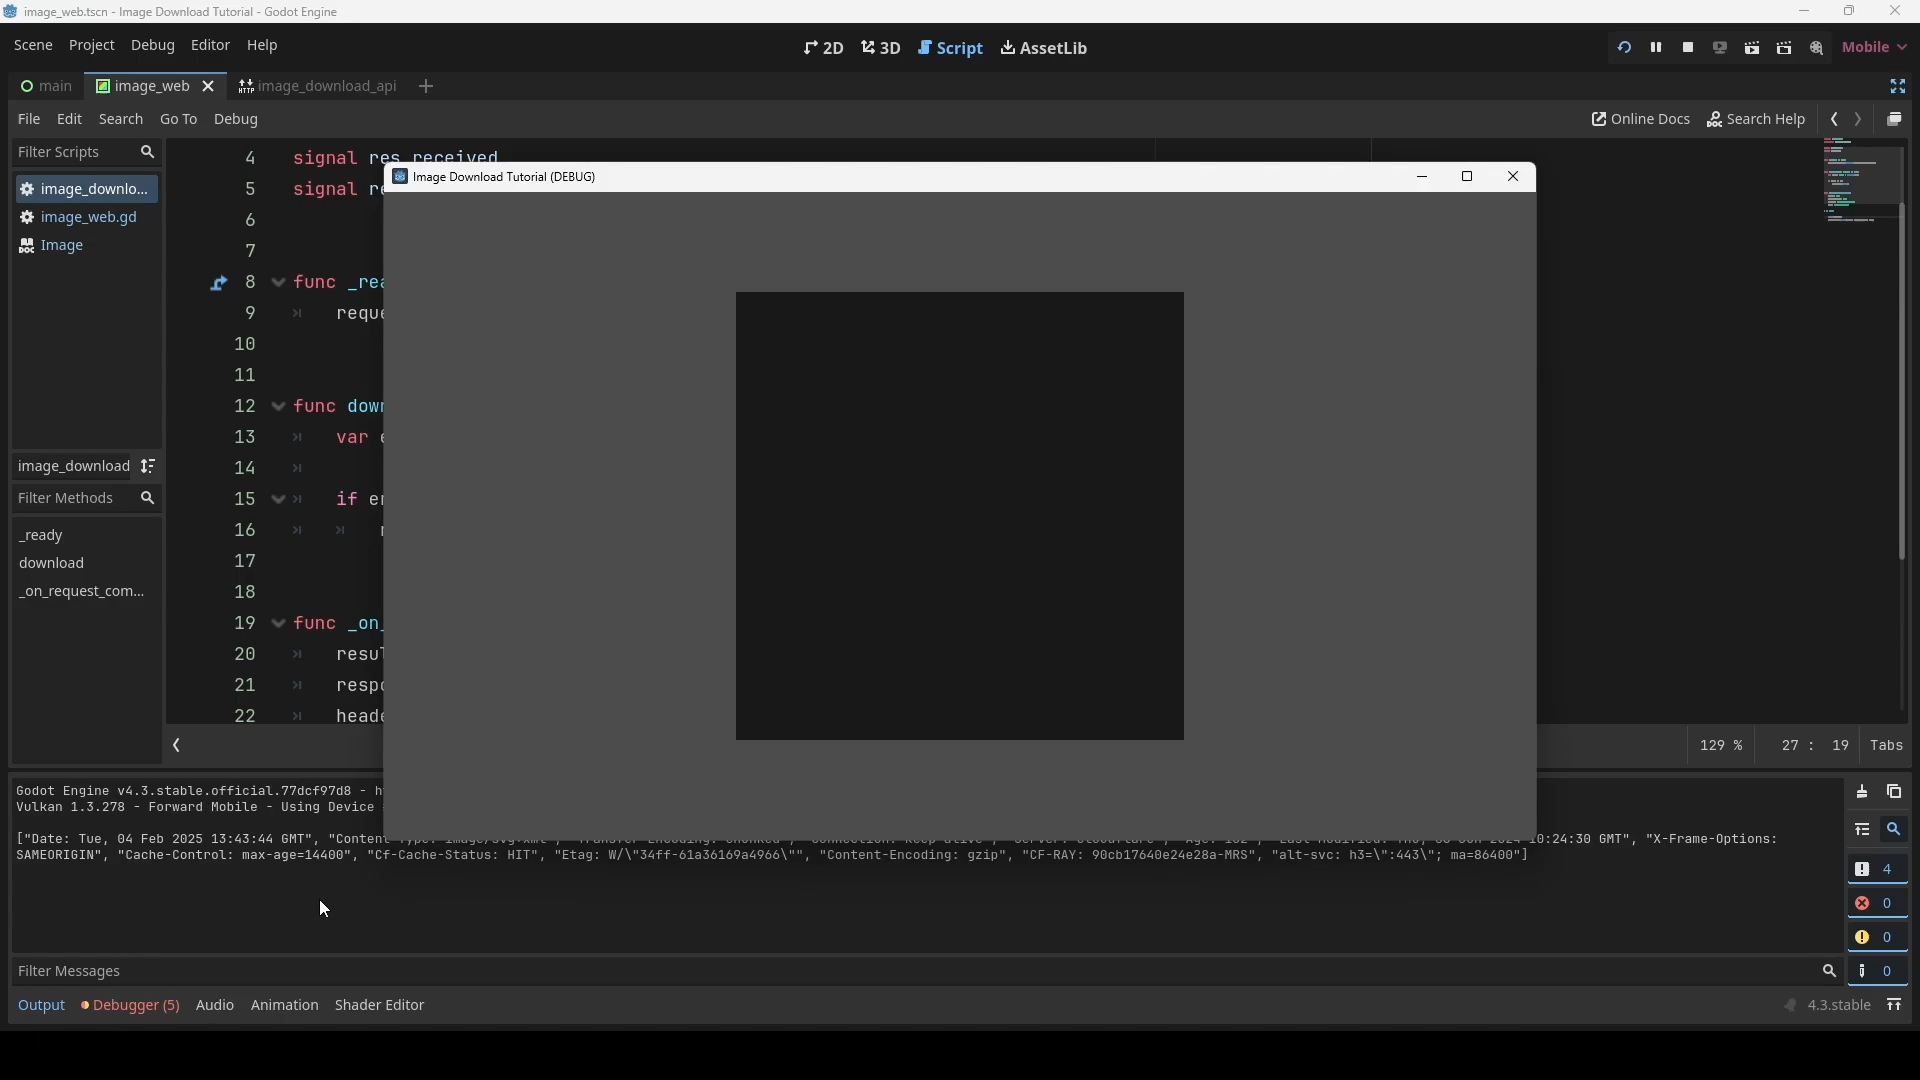 image_web.tscn - Image Download Tutorial - Godot Engine
Scene Project Debug Editor Help
2D 3D Script AssetLib
Mobile
main image_web image_download_api
File Edit Search Go To Debug
Online Docs Search Help
Filter Scripts
image_downlo...
image_web.gd
Image
image_download
Filter Methods
_ready
download
_on_request_com...
4 signal res_received
5 signal re
6
7
8 func _rea
9 reque
10
11
12 func down
13 var e
14
15 if er
16 r
17
18
19 func _on_
20 resul
21 respo
22 heade
Image Download Tutorial (DEBUG)
129 % 27 : 19 Tabs
Godot Engine v4.3.stable.official.77dcf97d8 - h
Vulkan 1.3.278 - Forward Mobile - Using Device
["Date: Tue, 04 Feb 2025 13:43:44 GMT", "Content 24:30 GMT", "X-Frame-Options:
SAMEORIGIN", "Cache-Control: max-age=14400", "Cf-Cache-Status: HIT", "Etag: W/\"34ff-61a36169a4966\"", "Content-Encoding: gzip", "CF-RAY: 90cb17640e24e28a-MRS", "alt-svc: h3=\":443\"; ma=86400"]
4
0
0
0
Filter Messages
Output Debugger (5) Audio Animation Shader Editor
4.3.stable